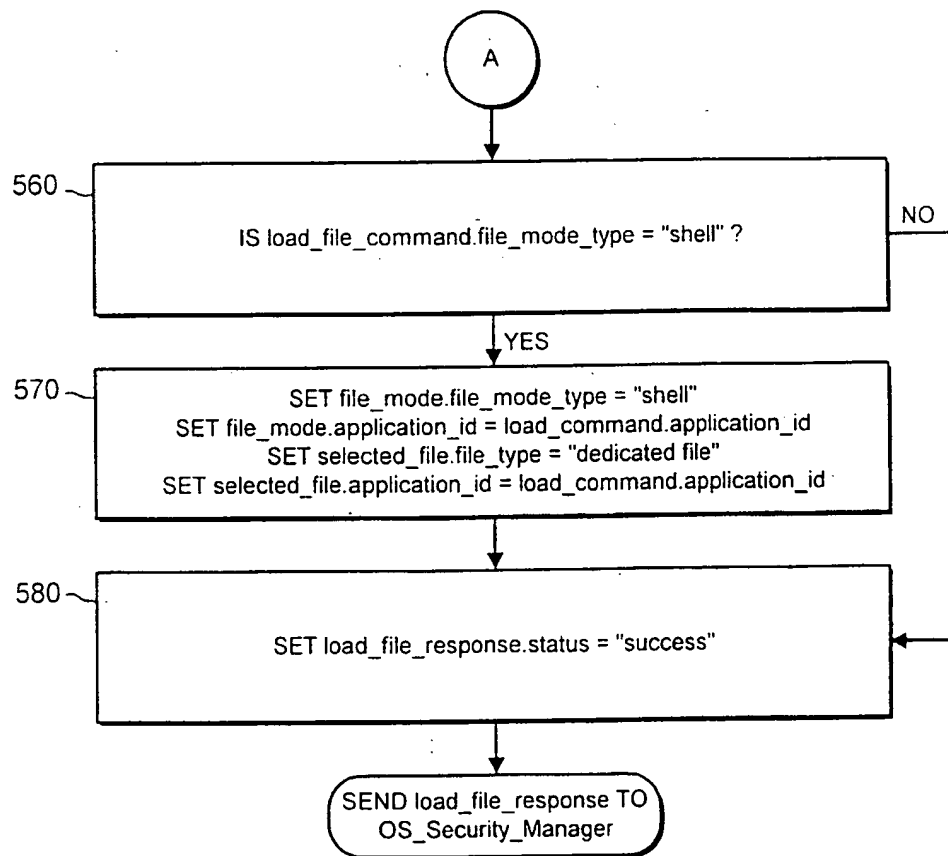 A
560
IS load_file_command.file_mode_type = "shell" ?
NO
YES
570
SET file_mode.file_mode_type = "shell"
SET file_mode.application_id = load_command.application_id
SET selected_file.file_type = "dedicated file"
SET selected_file.application_id = load_command.application_id
580
SET load_file_response.status = "success"
SEND load_file_response TO
OS_Security_Manager